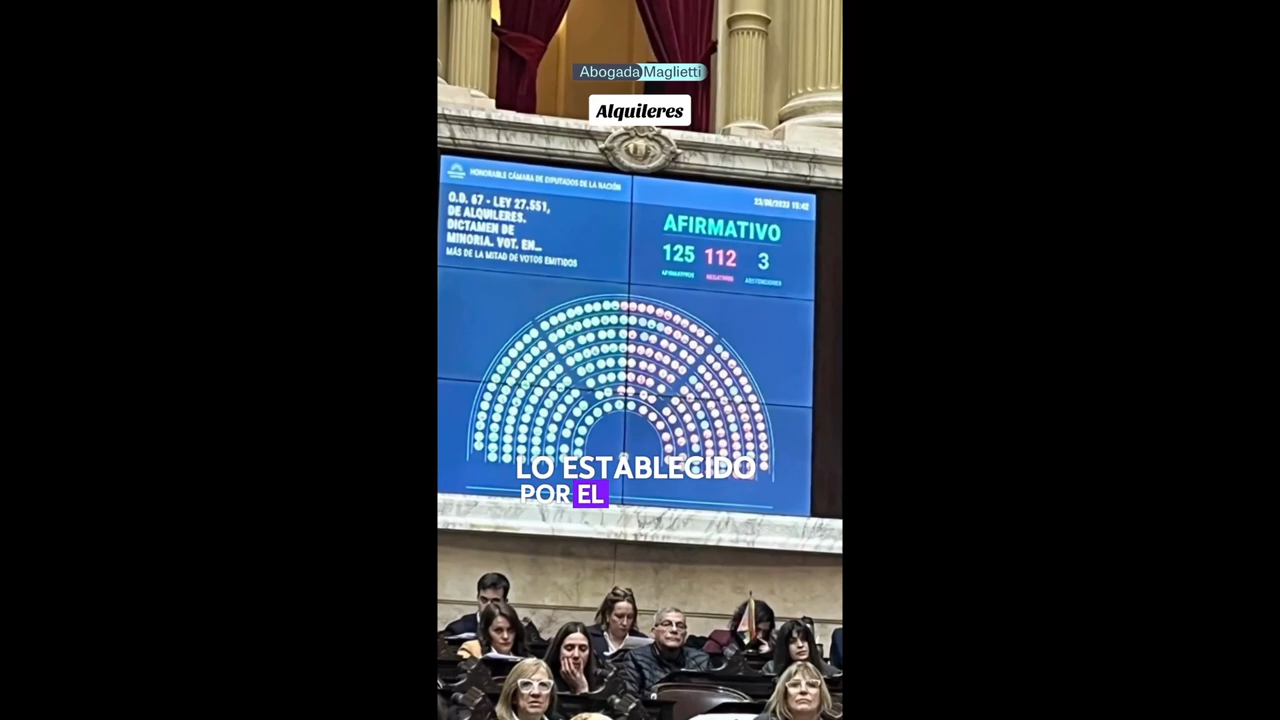 Abogada Maglietti
Alquileres
HONORABLE CÁMARA DE DIPUTADOS DE LA NACIÓN
O.D. 67 - LEY 27.551,
DE ALQUILERES.
DICTAMEN DE
MINORIA. VOT. EN...
MÁS DE LA MITAD DE VOTOS EMITIDOS
23/08/2023 15:42
AFIRMATIVO
125 112 3
AFIRMATIVOS NEGATIVOS ABSTENCIONES
LO ESTABLECIDO
POR EL